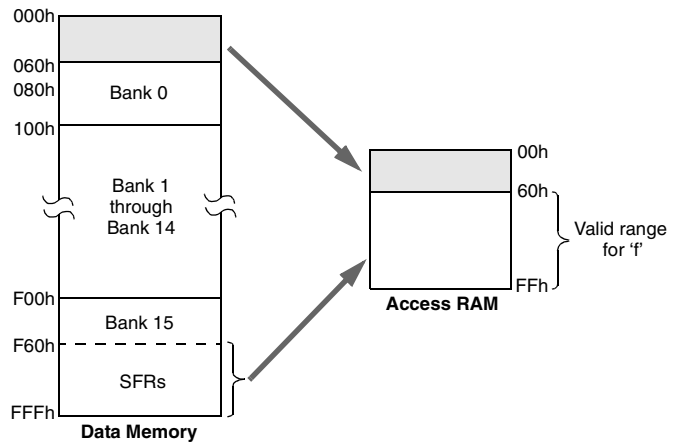 000h
060h
080h
Bank 0
100h
Bank 1
through
Bank 14
F00h
Bank 15
F60h
SFRs
FFFh
Data Memory
00h
60h
Valid range
for ‘f’
FFh
Access RAM